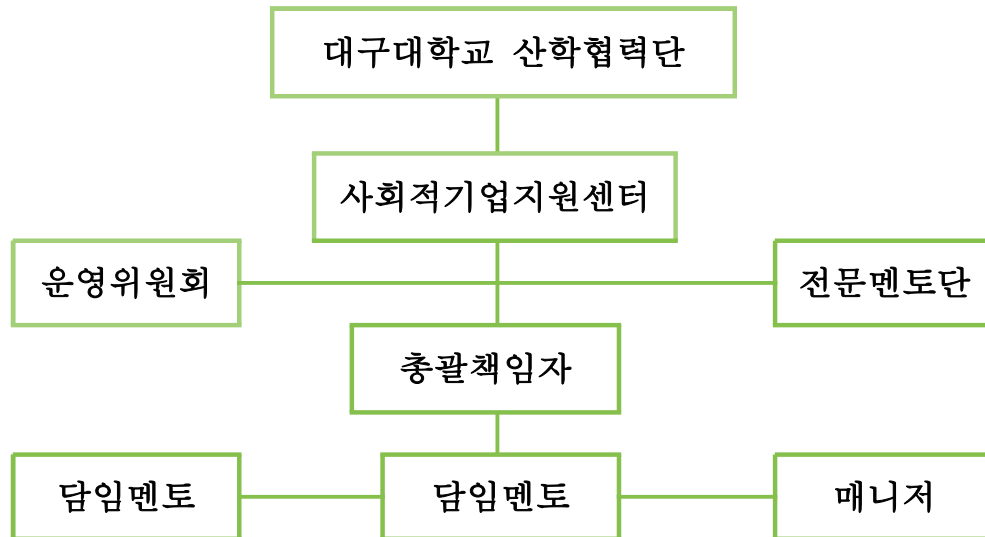 대구대학교 산학협력단
사회적기업지원센터
운영위원회
전문멘토단
총괄책임자
담임멘토
담임멘토
매니저